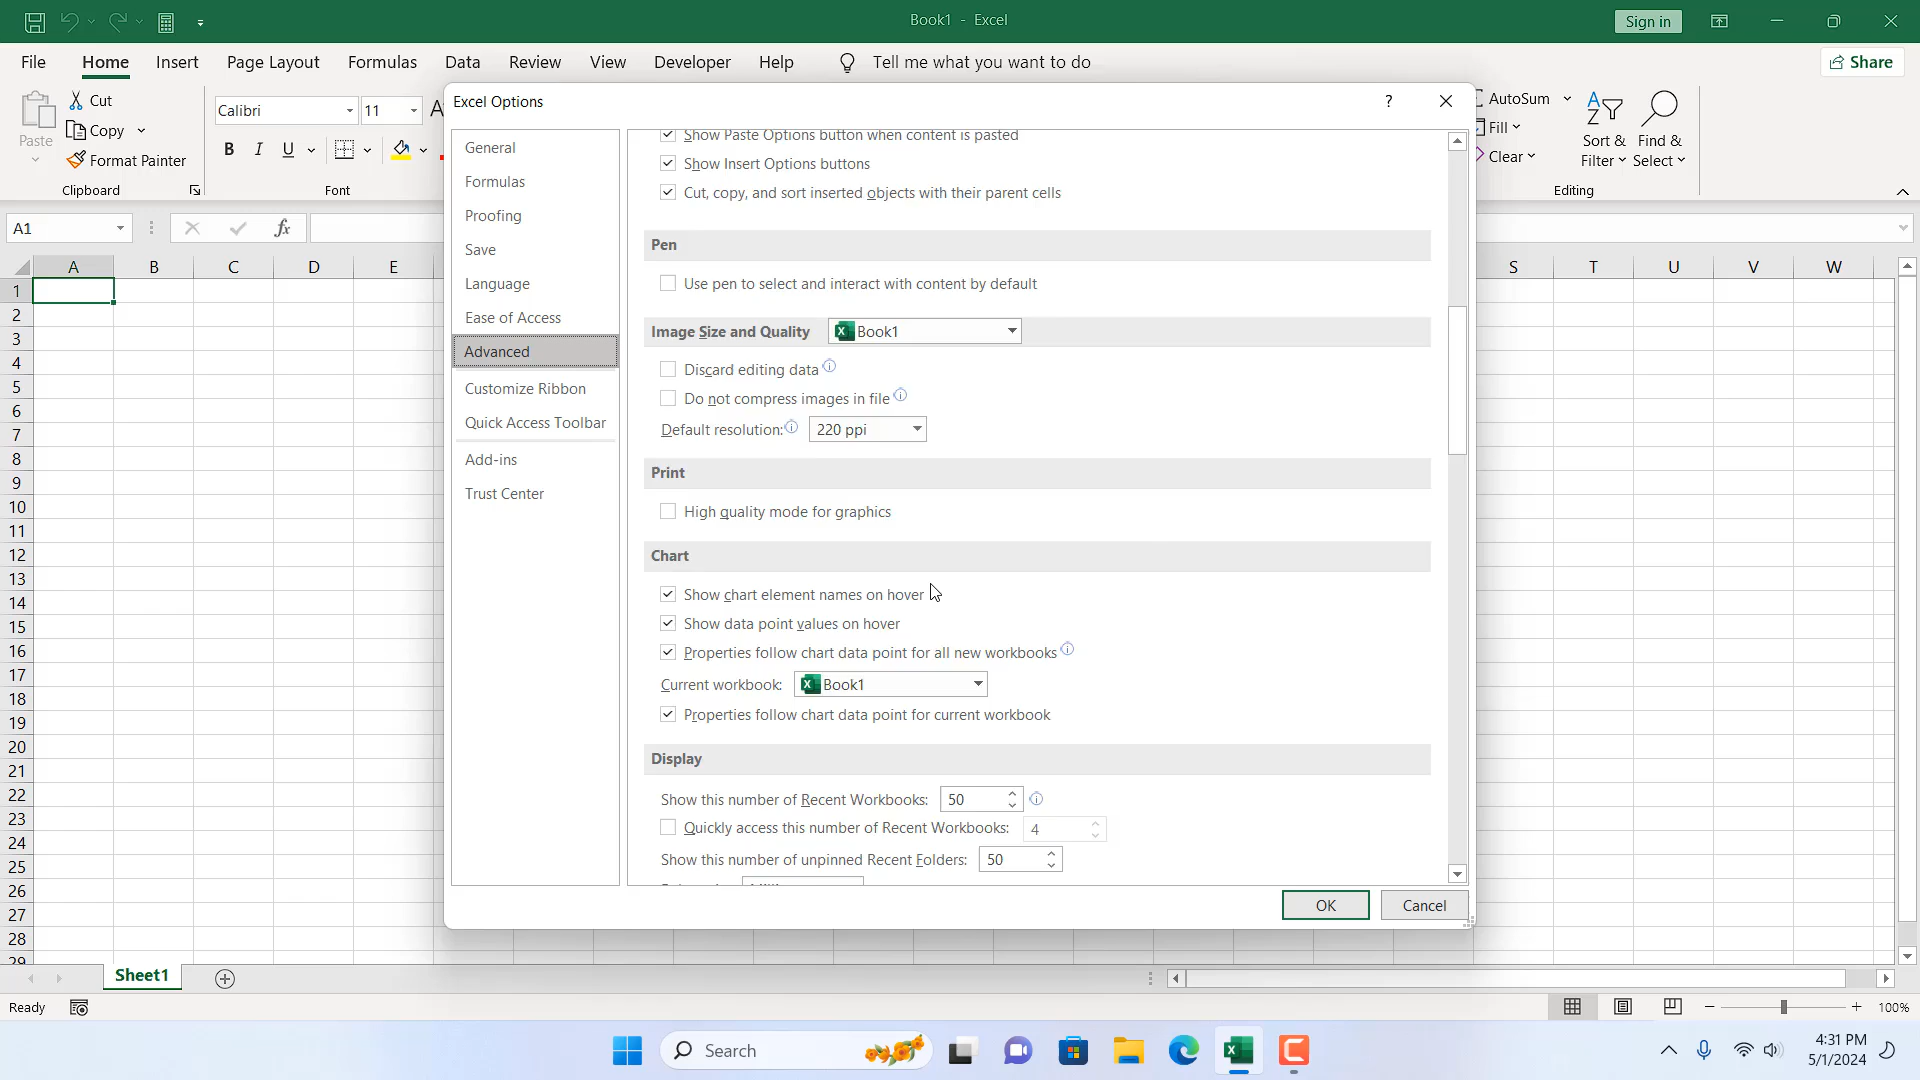 Book1 - Excel
Sign in
File Home Insert Page Layout Formulas Data Review View Developer Help Tell me what you want to do Share
Paste
Cut
Copy
Format Painter
Clipboard
Calibri 11 A
B I U
Font
AutoSum
Fill
Clear
Sort & Filter
Find & Select
Editing
A1
fx
A B C D E S T U V W
1
2
3
4
5
6
7
8
9
10
11
12
13
14
15
16
17
18
19
20
21
22
23
24
25
26
27
28
29
Excel Options
?
General
Formulas
Proofing
Save
Language
Ease of Access
Advanced
Customize Ribbon
Quick Access Toolbar
Add-ins
Trust Center
Show Paste Options button when content is pasted
Show Insert Options buttons
Cut, copy, and sort inserted objects with their parent cells
Pen
Use pen to select and interact with content by default
Image Size and Quality Book1
Discard editing data
Do not compress images in file
Default resolution: 220 ppi
Print
High quality mode for graphics
Chart
Show chart element names on hover
Show data point values on hover
Properties follow chart data point for all new workbooks
Current workbook: Book1
Properties follow chart data point for current workbook
Display
Show this number of Recent Workbooks: 50
Quickly access this number of Recent Workbooks: 4
Show this number of unpinned Recent Folders: 50
OK Cancel
Sheet1
Ready
100%
Search
4:31 PM
5/1/2024